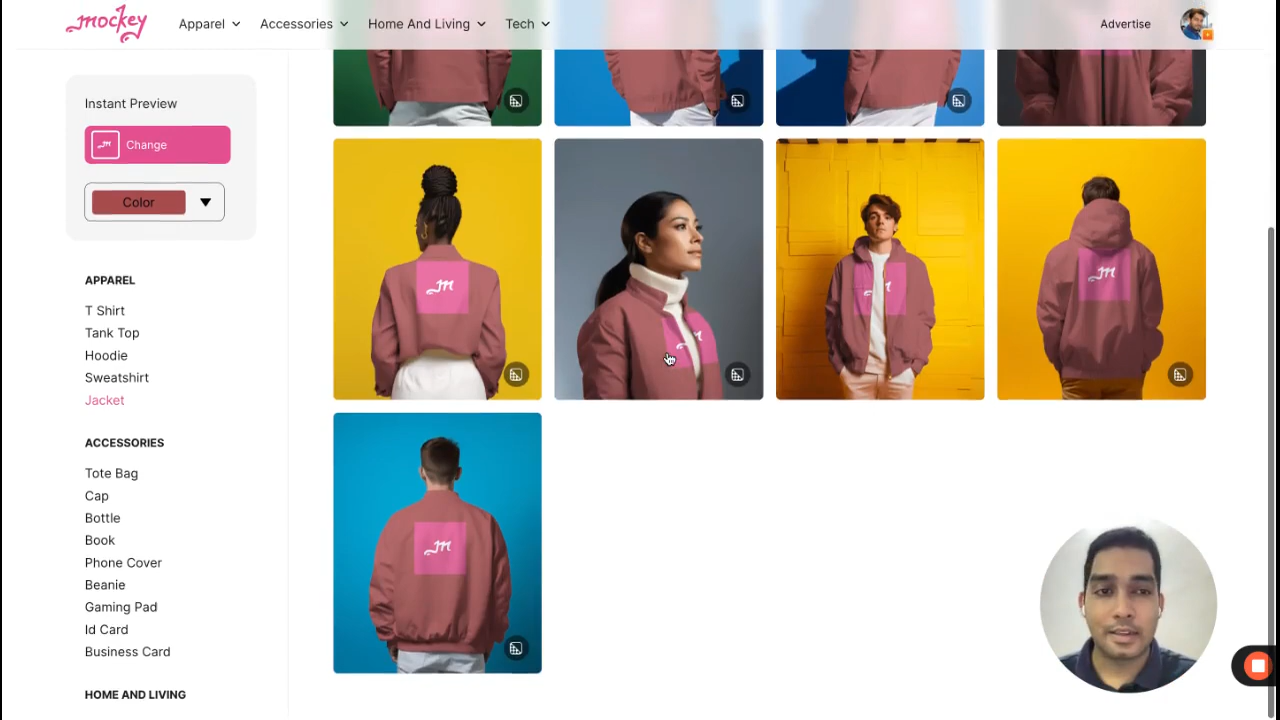 mockey
Apparel
Accessories
Home And Living
Tech
Advertise
Instant Preview
m
Change
Color
APPAREL
T Shirt
Tank Top
Hoodie
Sweatshirt
Jacket
ACCESSORIES
Tote Bag
Cap
Bottle
Book
Phone Cover
Beanie
Gaming Pad
Id Card
Business Card
HOME AND LIVING
m
m
m
m
m